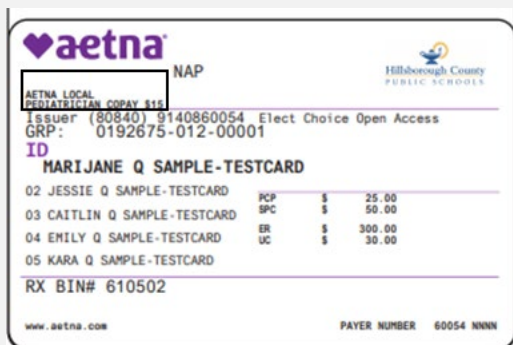 aetna
NAP
Hillsborough County
PUBLIC SCHOOLS
AETNA LOCAL
PEDIATRICIAN COPAY $15
Issuer (80840) 9140860054 Elect Choice Open Access
GRP: 0192675-012-00001
ID
MARIJANE Q SAMPLE-TESTCARD
02 JESSIE Q SAMPLE-TESTCARD
03 CAITLIN Q SAMPLE-TESTCARD
04 EMILY Q SAMPLE-TESTCARD
05 KARA Q SAMPLE-TESTCARD
PCP $ 25.00
SPC $ 50.00
ER $ 300.00
UC $ 30.00
RX BIN# 610502
www.aetna.com PAYER NUMBER 60054 NNNN